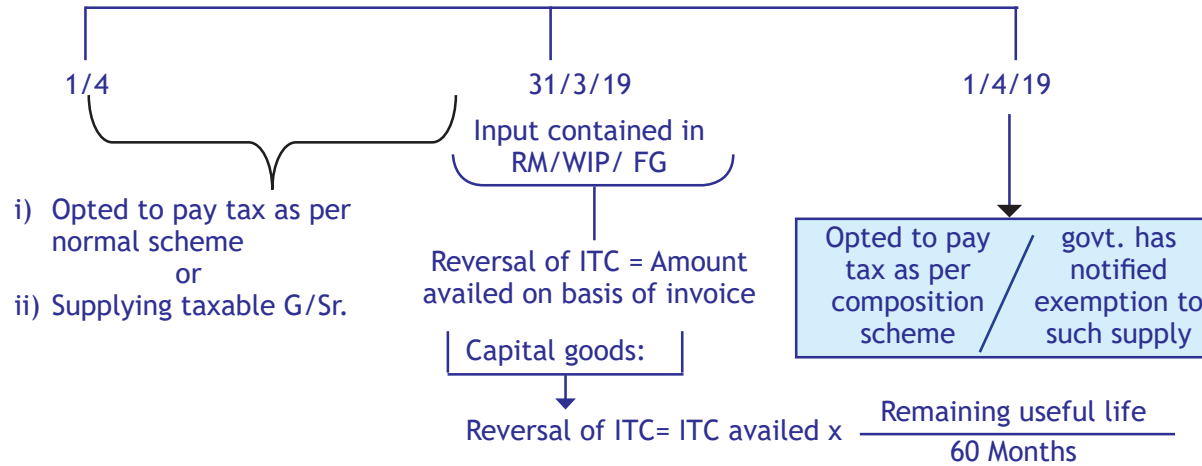 1/4
31/3/19
1/4/19
Input contained in
RM/WIP/ FG
i) Opted to pay tax as per
normal scheme
or
ii) Supplying taxable G/Sr.
Reversal of ITC = Amount
availed on basis of invoice
Opted to pay
tax as per
composition
scheme
/
govt. has
notified
exemption to
such supply
Capital goods:
Reversal of ITC= ITC availed x
Remaining useful life
60 Months